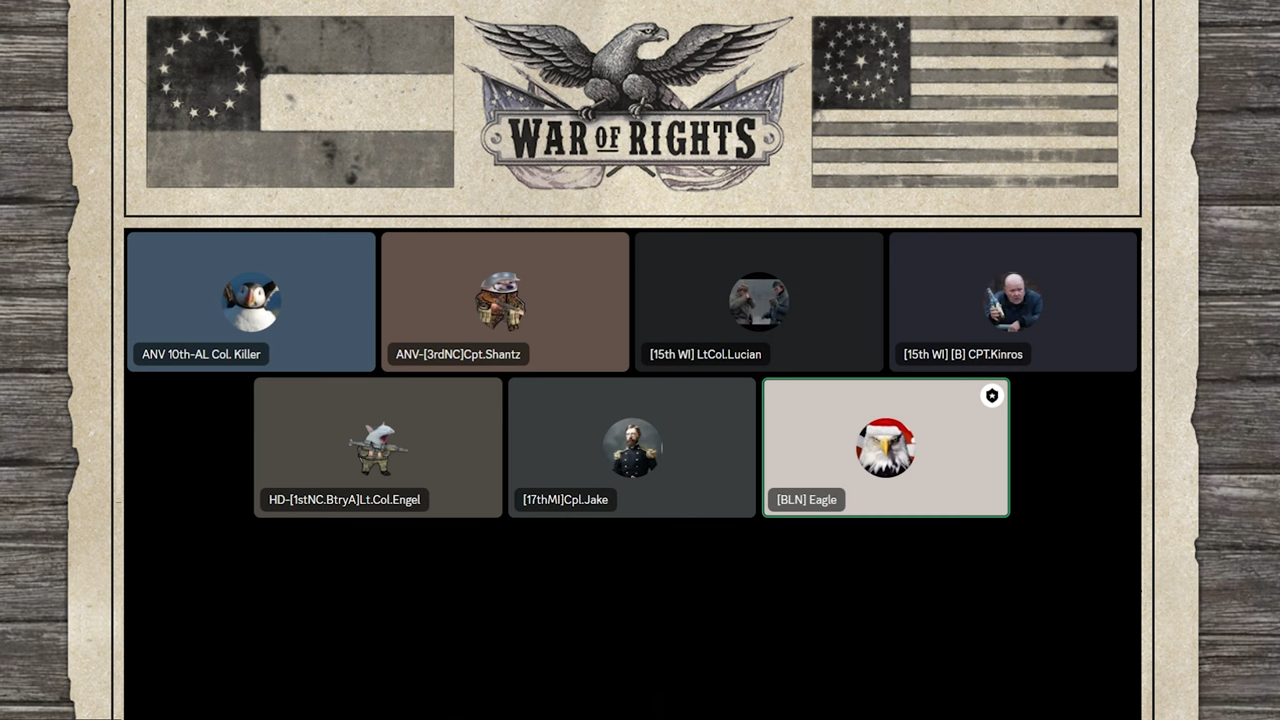 WAR OF RIGHTS
ANV 10th-AL Col. Killer
ANV-[3rdNC]Cpt.Shantz
[15th WI] LtCol.Lucian
[15th WI] [B] CPT.Kinros
HD-[1stNC.BtryA]Lt.Col.Engel
[17thMI]Cpl.Jake
[BLN] Eagle